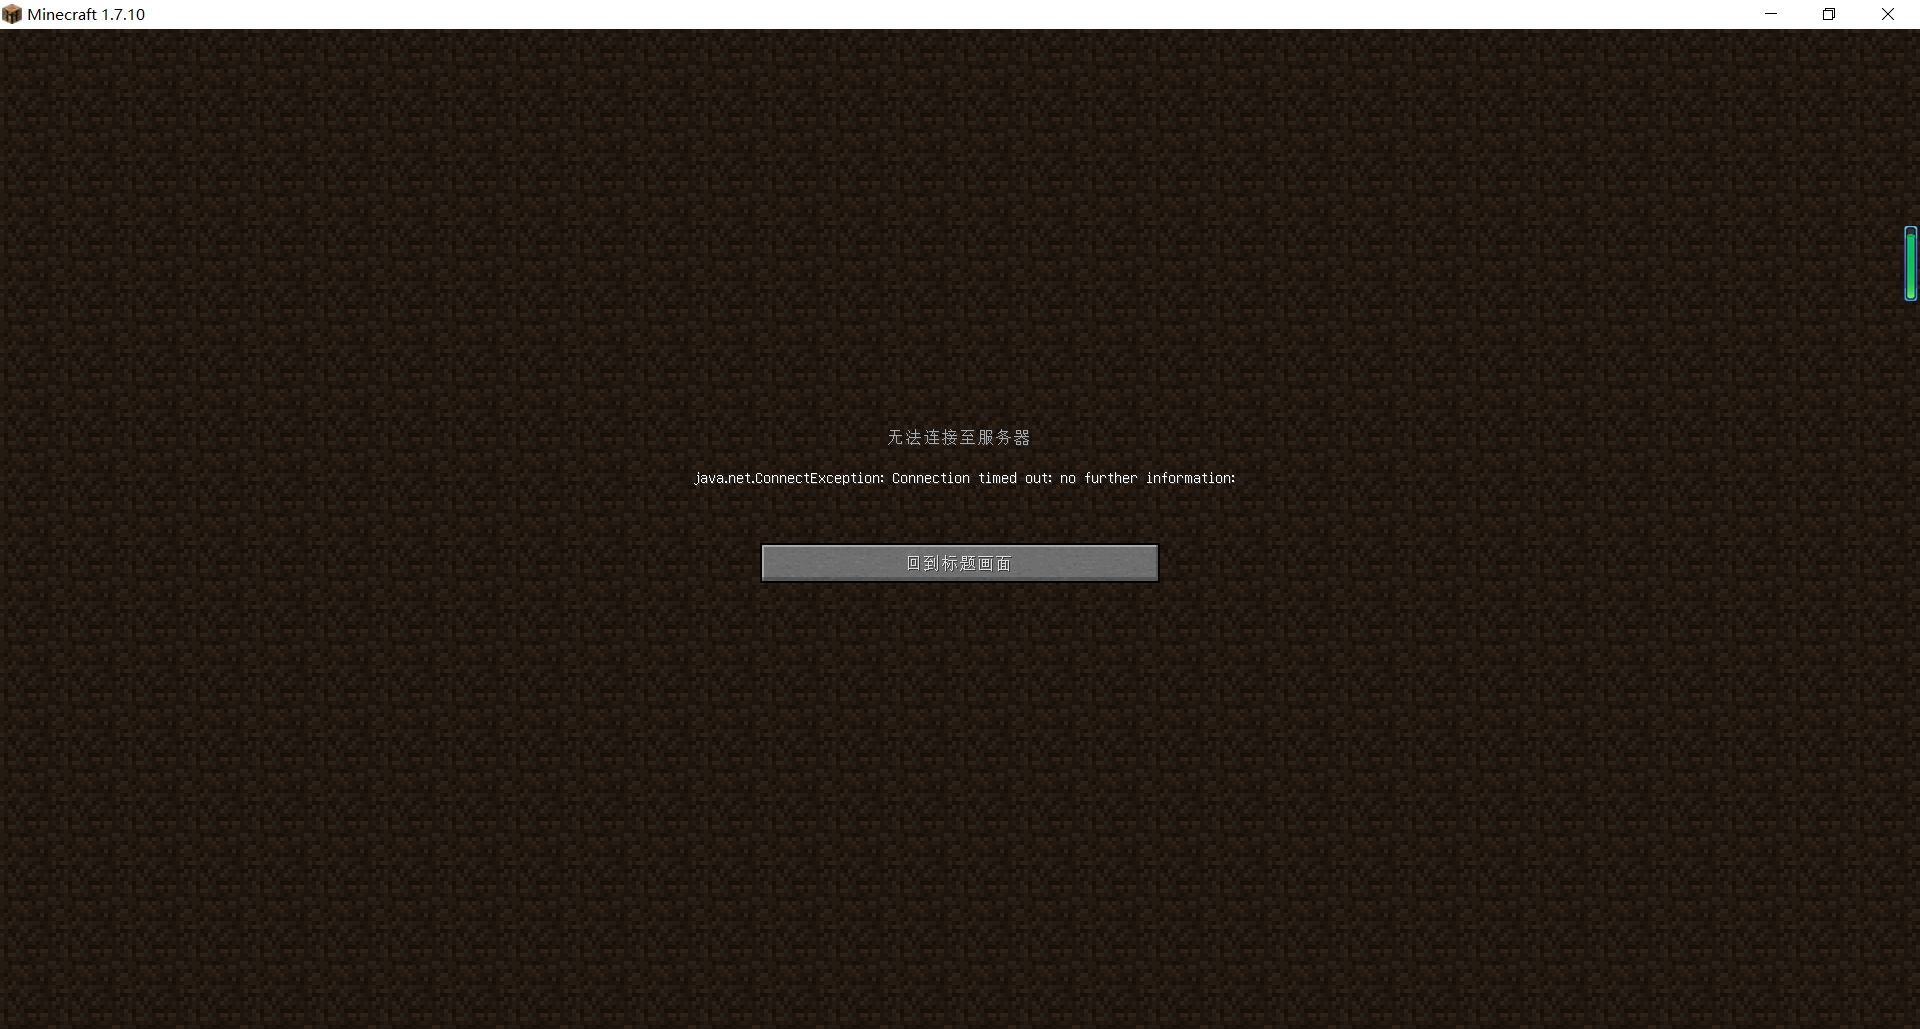 Minecraft 1.7.10
无法连接至服务器
java.net.ConnectException: Connection timed out: no further information:
回到标题画面